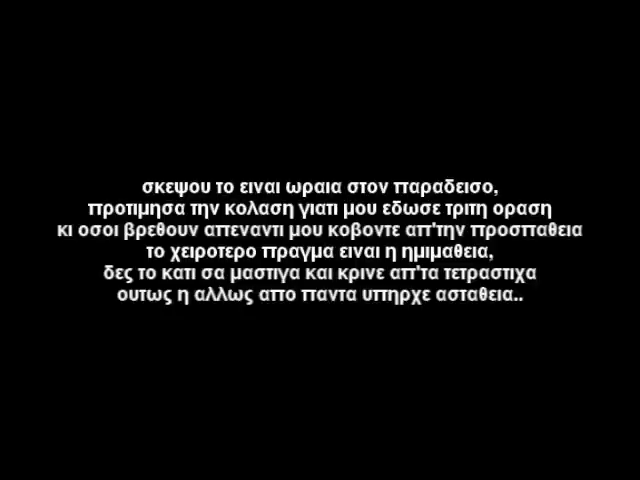 σκεψου το ειναι ωραια στον παραδεισο,
προτιμησα την κολαση γιατι μου εδωσε τριτη οραση
κι οσοι βρεθουν απεναντι μου κοβοντε απ'την προσπαθεια
το χειροτερο πραγμα ειναι η ημιμαθεια,
δες το κατι σα μαστιγα και κρινε απ'τα τετραστιχα
ουτως η αλλως απο παντα υπηρχε ασταθεια..